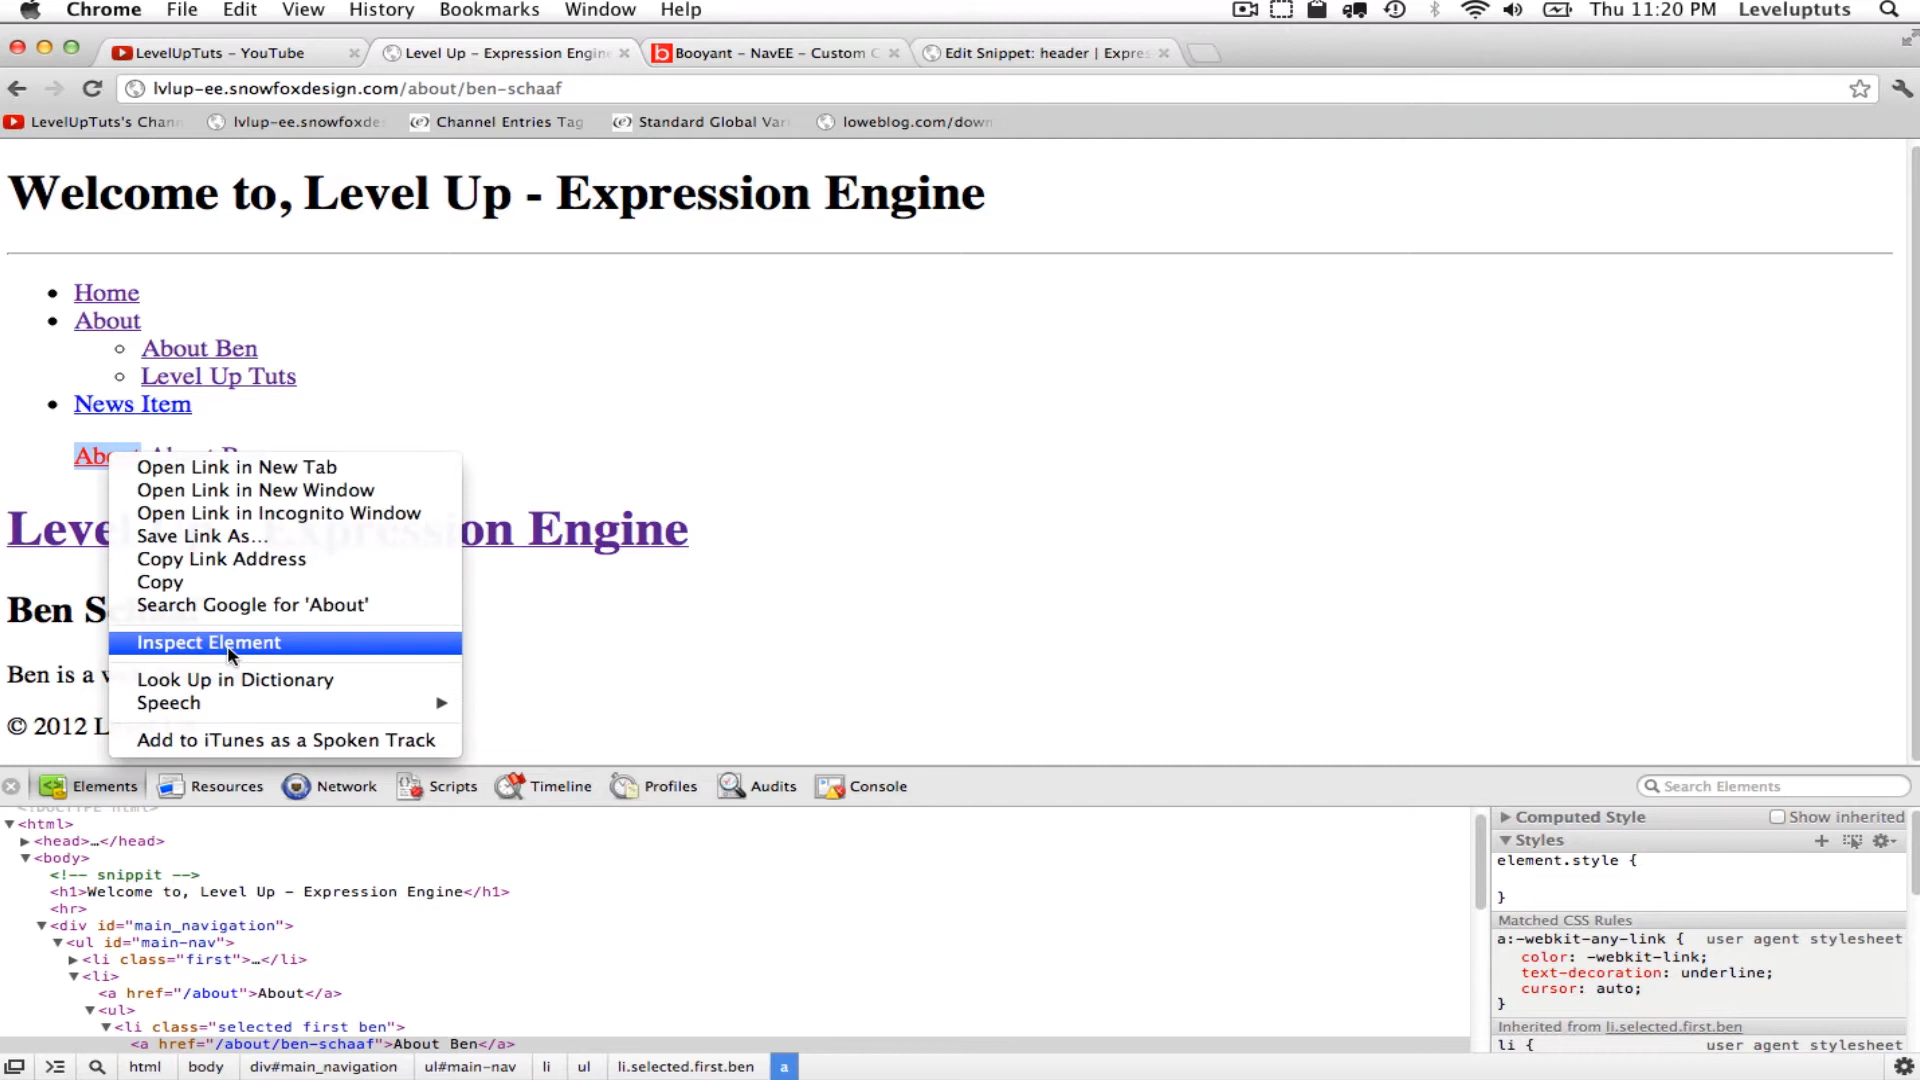 Chrome File Edit View History Bookmarks Window Help Thu 11:20 PM Leveluptuts
LevelUpTuts - YouTube Level Up - Expression Engine Booyant - NavEE - Custom C Edit Snippet: header | Expres
lvlup-ee.snowfoxdesign.com/about/ben-schaaf
LevelUpTuts's Chan lvlup-ee.snowfoxde Channel Entries Tag Standard Global Var loweblog.com/down
Welcome to, Level Up - Expression Engine
Home
About
About Ben
Level Up Tuts
News Item
Abo
Open Link in New Tab
Open Link in New Window
Open Link in Incognito Window
Save Link As...
Copy Link Address
Copy
Search Google for 'About'
Inspect Element
Look Up in Dictionary
Speech
Add to iTunes as a Spoken Track
Level Expression Engine
Ben S
Ben is a
© 2012 L
Elements Resources Network Scripts Timeline Profiles Audits Console Search Elements
<!DOCTYPE html>
<html>
<head>…</head>
<body>
<!-- snippit -->
<h1>Welcome to, Level Up - Expression Engine</h1>
<hr>
<div id="main_navigation">
<ul id="main-nav">
<li class="first">…</li>
<li>
<a href="/about">About</a>
<ul>
<li class="selected first ben">
<a href="/about/ben-schaaf">About Ben</a>
Computed Style Show inherited
Styles
element.style {
}
Matched CSS Rules
a:-webkit-any-link { user agent stylesheet
color: -webkit-link;
text-decoration: underline;
cursor: auto;
}
Inherited from li.selected.first.ben
li { user agent stylesheet
html body div#main_navigation ul#main-nav li ul li.selected.first.ben a